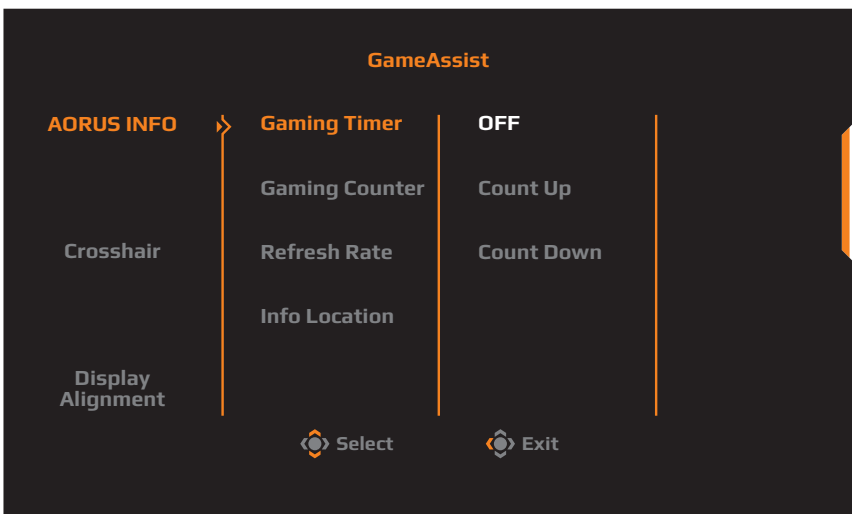 GameAssist
AORUS INFO Gaming Timer OFF
Gaming Counter Count Up
Crosshair Refresh Rate Count Down
Info Location
Display
Alignment
Select Exit